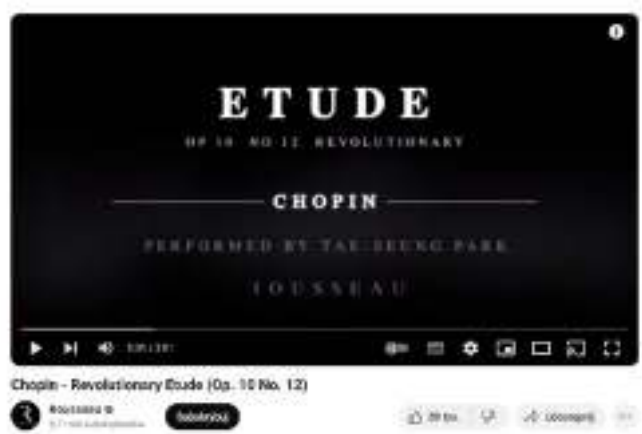 ETUDE
OP 10 NO 12 REVOLUTIONARY
CHOPIN
PERFORMED BY TAE SEUNG PARK
ROUSSEAU
Chopin - Revolutionary Etude (Op. 10 No. 12)
Rousseau